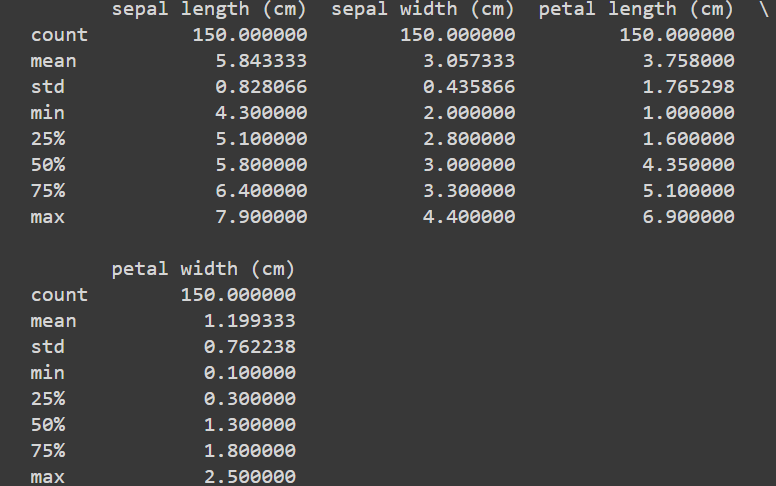 sepal length (cm) sepal width (cm) petal length (cm) \
count 150.000000 150.000000 150.000000
mean 5.843333 3.057333 3.758000
std 0.828066 0.435866 1.765298
min 4.300000 2.000000 1.000000
25% 5.100000 2.800000 1.600000
50% 5.800000 3.000000 4.350000
75% 6.400000 3.300000 5.100000
max 7.900000 4.400000 6.900000
petal width (cm)
count 150.000000
mean 1.199333
std 0.762238
min 0.100000
25% 0.300000
50% 1.300000
75% 1.800000
max 2.500000